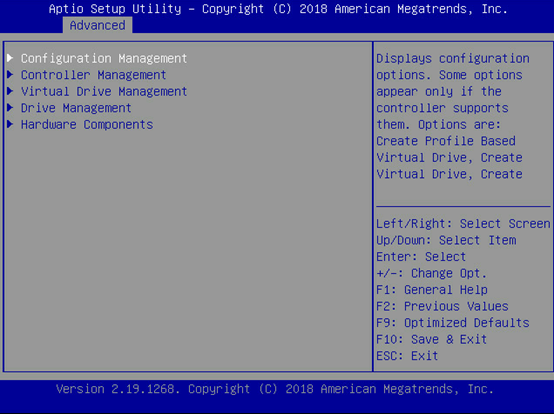 Aptio Setup Utility – Copyright (C) 2018 American Megatrends, Inc.
Advanced
Configuration Management
Controller Management
Virtual Drive Management
Drive Management
Hardware Components
Displays configuration
options. Some options
appear only if the
controller supports
them. Options are:
Create Profile Based
Virtual Drive, Create
Virtual Drive, Create
Left/Right: Select Screen
Up/Down: Select Item
Enter: Select
+/-: Change Opt.
F1: General Help
F2: Previous Values
F9: Optimized Defaults
F10: Save & Exit
ESC: Exit
Version 2.19.1268. Copyright (C) 2018 American Megatrends, Inc.